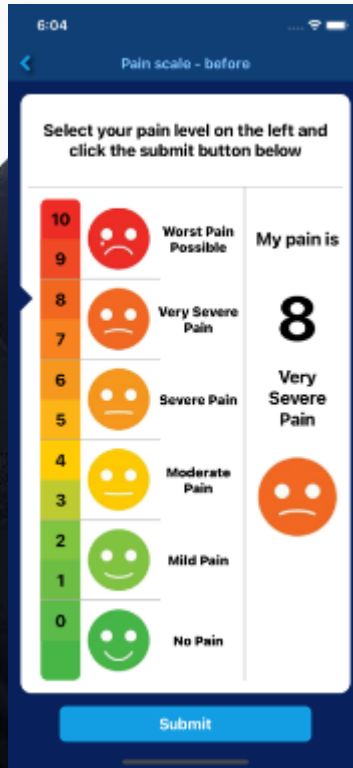 6:04
Pain scale - before
Select your pain level on the left and
click the submit button below
10
9
Worst Pain
Possible
8
7
Very Severe
Pain
6
5
Severe Pain
4
3
Moderate
Pain
2
1
Mild Pain
0
No Pain
My pain is
8
Very
Severe
Pain
Submit